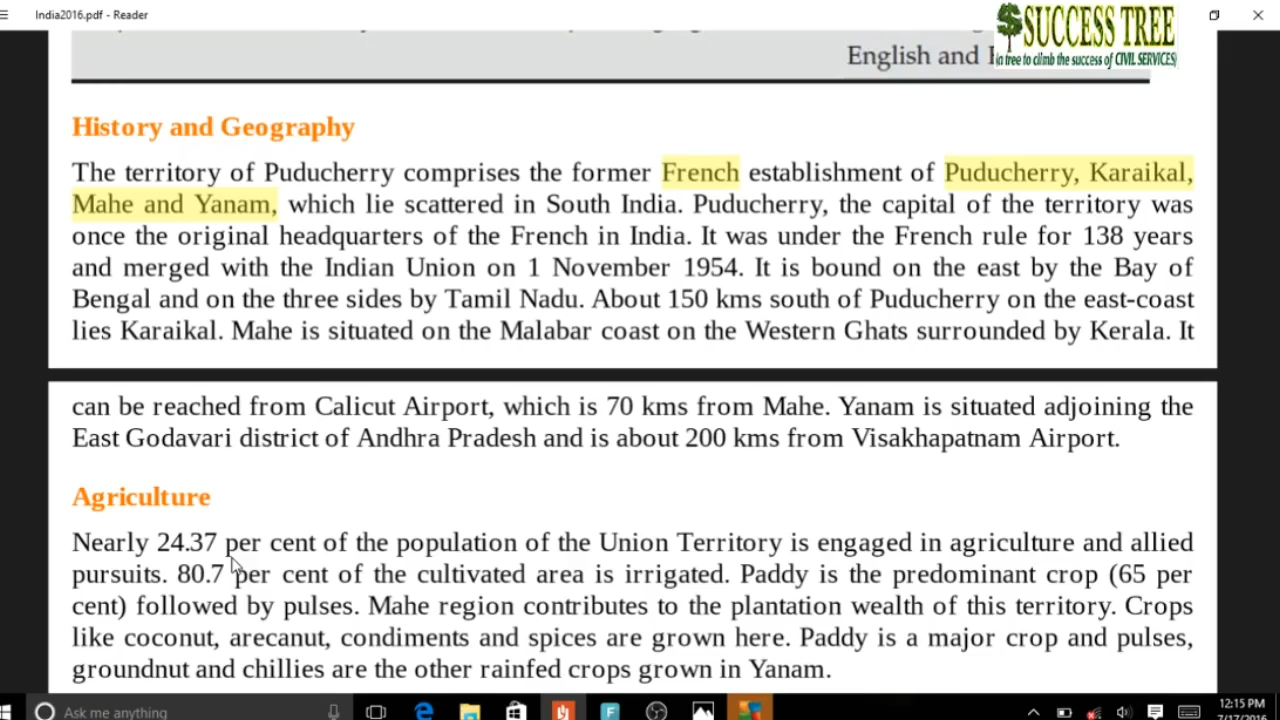 India2016.pdf - Reader
SUCCESS TREE
(a tree to climb the success of CIVIL SERVICES)
English and
History and Geography
The territory of Puducherry comprises the former French establishment of Puducherry, Karaikal,
Mahe and Yanam, which lie scattered in South India. Puducherry, the capital of the territory was
once the original headquarters of the French in India. It was under the French rule for 138 years
and merged with the Indian Union on 1 November 1954. It is bound on the east by the Bay of
Bengal and on the three sides by Tamil Nadu. About 150 kms south of Puducherry on the east-coast
lies Karaikal. Mahe is situated on the Malabar coast on the Western Ghats surrounded by Kerala. It
can be reached from Calicut Airport, which is 70 kms from Mahe. Yanam is situated adjoining the
East Godavari district of Andhra Pradesh and is about 200 kms from Visakhapatnam Airport.
Agriculture
Nearly 24.37 per cent of the population of the Union Territory is engaged in agriculture and allied
pursuits. 80.7 per cent of the cultivated area is irrigated. Paddy is the predominant crop (65 per
cent) followed by pulses. Mahe region contributes to the plantation wealth of this territory. Crops
like coconut, arecanut, condiments and spices are grown here. Paddy is a major crop and pulses,
groundnut and chillies are the other rainfed crops grown in Yanam.
Ask me anything
12:15 PM
7/17/2016